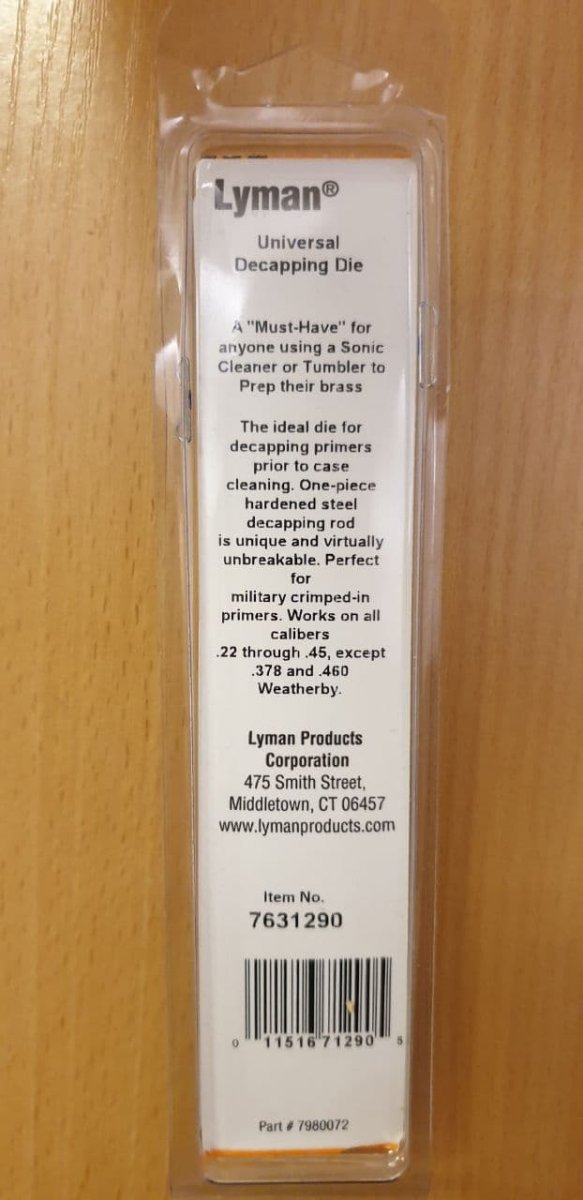 Lyman®
Universal
Decapping Die
A "Must-Have" for
anyone using a Sonic
Cleaner or Tumbler to
Prep their brass
The ideal die for
decapping primers
prior to case
cleaning. One-piece
hardened steel
decapping rod
is unique and virtually
unbreakable. Perfect
for
military crimped-in
primers. Works on all
calibers
.22 through .45, except
.378 and .460
Weatherby.
Lyman Products
Corporation
475 Smith Street,
Middletown, CT 06457
www.lymanproducts.com
Item No.
7631290
0 11516 71290 5
Part # 7980072